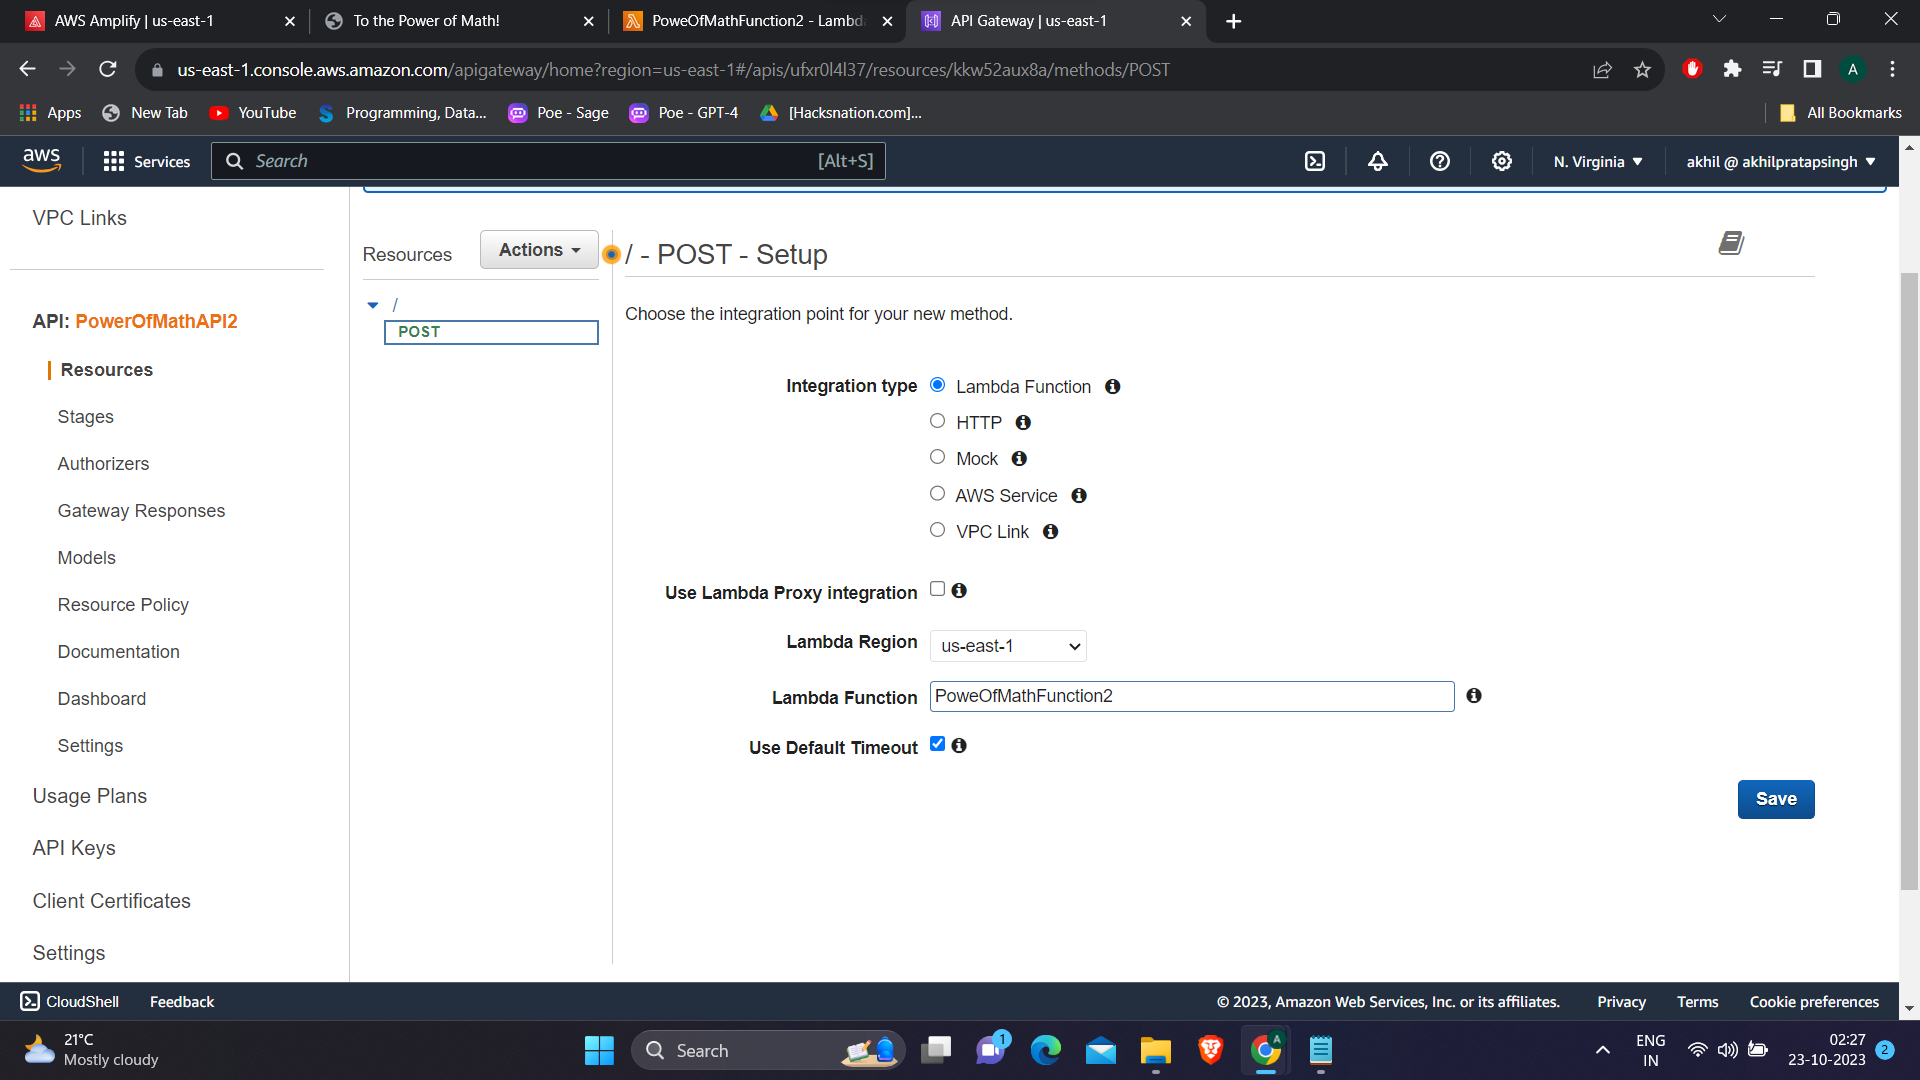 AWS Amplify | us-east-1
To the Power of Math!
PoweOfMathFunction2 - Lambda
API Gateway | us-east-1
us-east-1.console.aws.amazon.com/apigateway/home?region=us-east-1#/apis/ufxr0l4l37/resources/kkw52aux8a/methods/POST
A
Apps
New Tab
YouTube
Programming, Data...
Poe - Sage
Poe - GPT-4
[Hacksnation.com]...
All Bookmarks
aws
Services
Search
[Alt+S]
N. Virginia
akhil @ akhilpratapsingh
VPC Links
API: PowerOfMathAPI2
Resources
Stages
Authorizers
Gateway Responses
Models
Resource Policy
Documentation
Dashboard
Settings
Usage Plans
API Keys
Client Certificates
Settings
Resources
Actions
/
POST
/ - POST - Setup
Choose the integration point for your new method.
Integration type
Lambda Function
HTTP
Mock
AWS Service
VPC Link
Use Lambda Proxy integration
Lambda Region
us-east-1
Lambda Function
PoweOfMathFunction2
Use Default Timeout
Save
CloudShell
Feedback
© 2023, Amazon Web Services, Inc. or its affiliates.
Privacy
Terms
Cookie preferences
21°C
Mostly cloudy
Search
1
A
ENG
IN
02:27
23-10-2023
2